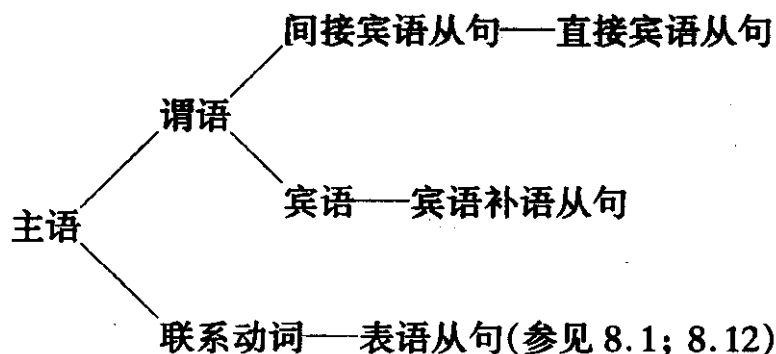 间接宾语从句——直接宾语从句
谓语
宾语——宾语补语从句
主语
联系动词——表语从句(参见 8.1; 8.12)